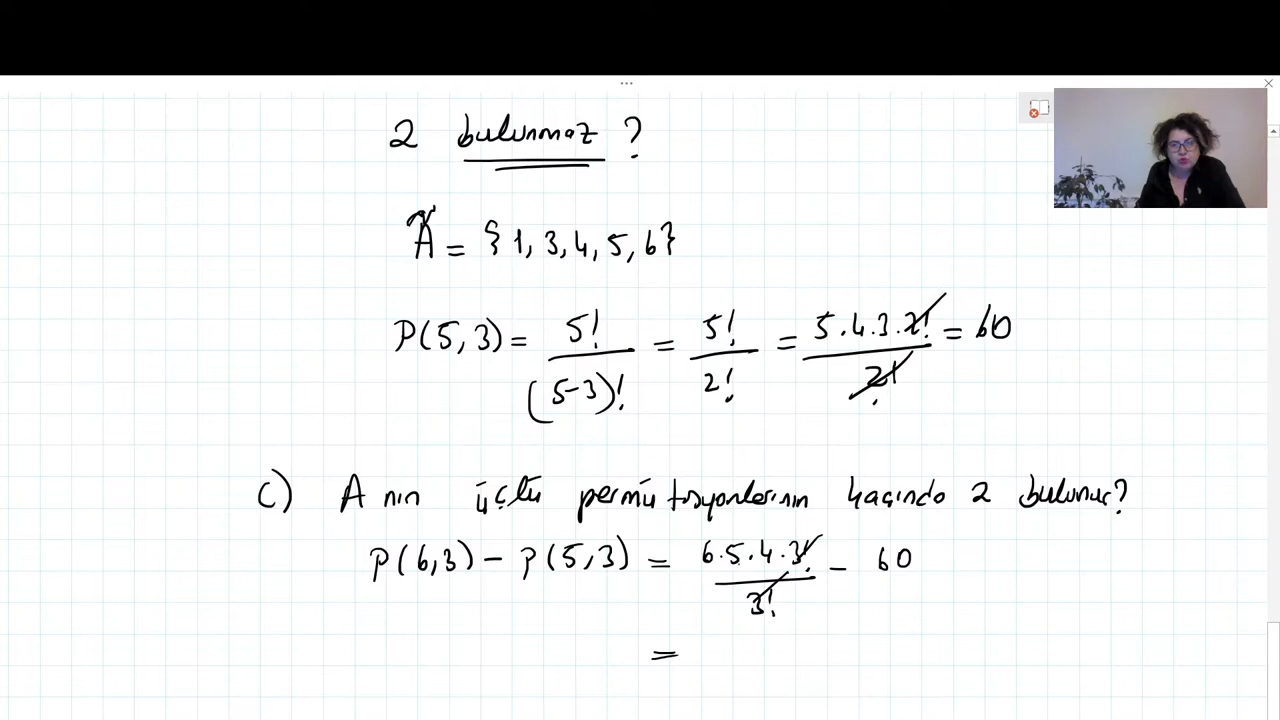 2 bulunmaz ?
A = {1, 3, 4, 5, 6}
P(5,3) = 5! / (5-3)! = 5! / 2! = 5.4.3.2! / 2! = 60
C) A nın üçlü permütasyonlarının kaçında 2 bulunur?
P(6,3) - P(5,3) = 6.5.4.3! / 3! - 60
=